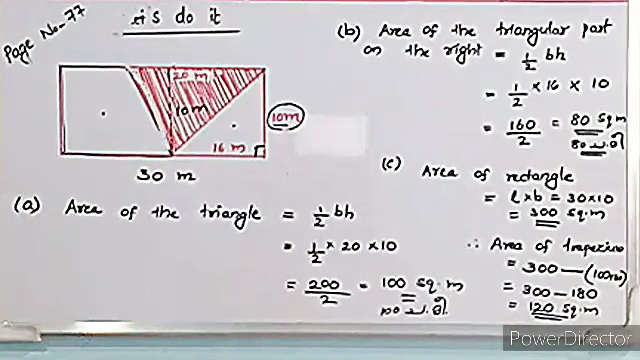 Page No-77
Let's do it
20 m
10m
10m
16 m
30 m
(a) Area of the triangle = 1/2 bh
= 1/2 × 20 × 10
= 200/2 = 100 sq.m
(b) Area of the triangular part
on the right = 1/2 bh
= 1/2 × 16 × 10
= 160/2 = 80 sq.m
(c) Area of rectangle
= l × b = 30×10
= 300 sq.m
∴ Area of
= 300 —
= 300 - 180
= 120 sq.m
PowerDirector